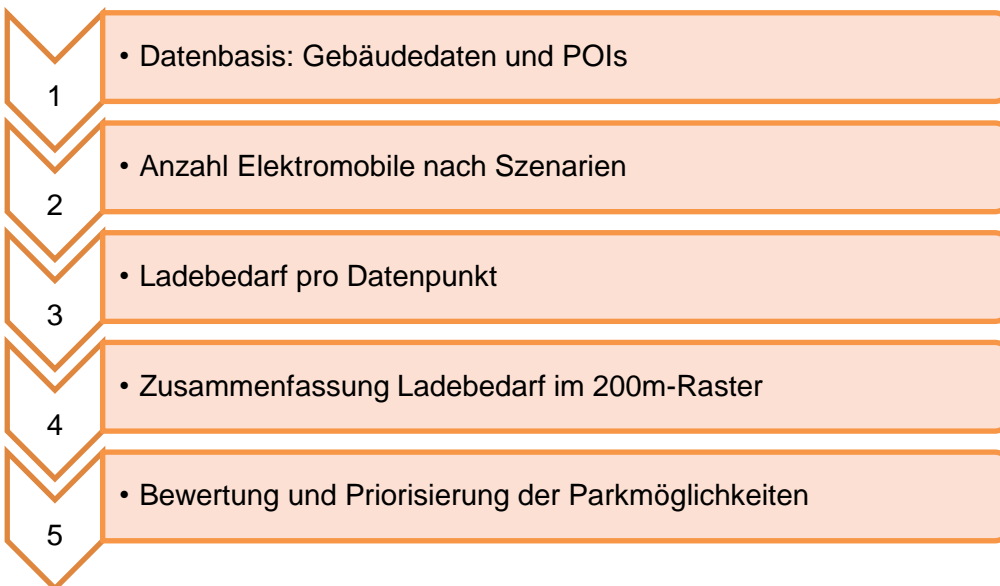 1
• Datenbasis: Gebäudedaten und POIs
2
• Anzahl Elektromobile nach Szenarien
3
• Ladebedarf pro Datenpunkt
4
• Zusammenfassung Ladebedarf im 200m-Raster
5
• Bewertung und Priorisierung der Parkmöglichkeiten